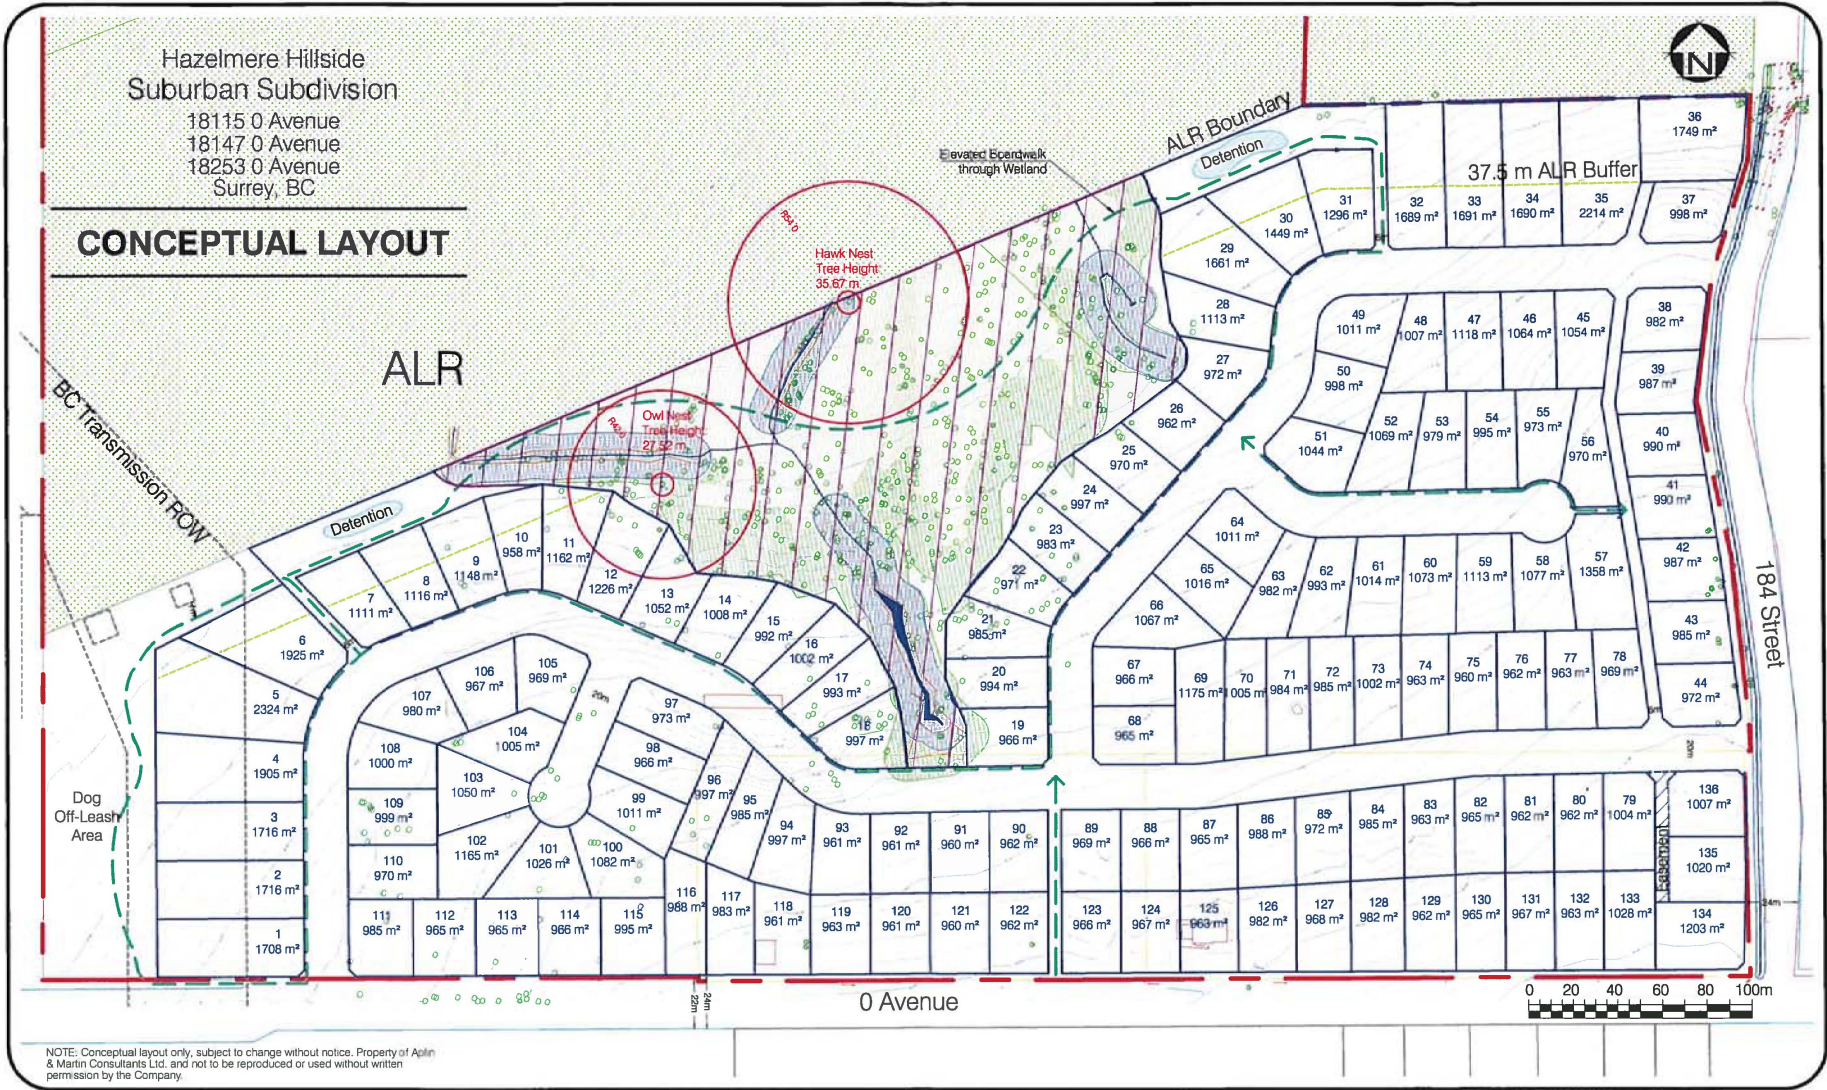 Hazelmere Hillside
Suburban Subdivision
18115 0 Avenue
18147 0 Avenue
18253 0 Avenue
Surrey, BC
CONCEPTUAL LAYOUT
N
ALR Boundary
Detention
Elevated Boardwalk
through Wetland
37.5 m ALR Buffer
R54.0
Hawk Nest
Tree Height
35.67 m
ALR
Owl Nest
Tree Height
27.52 m
BC Transmission ROW
Detention
Dog
Off-Leash
Area
184 Street
Easement
20m
20m
24m
22m
24m
0 Avenue
1
1708 m²
2
1716 m²
3
1716 m²
4
1905 m²
5
2324 m²
6
1925 m²
7
1111 m²
8
1116 m²
9
1148 m²
10
958 m²
11
1162 m²
12
1226 m²
13
1052 m²
14
1008 m²
15
992 m²
16
1002 m²
17
993 m²
18
997 m²
19
966 m²
20
994 m²
21
985 m²
22
971 m²
23
983 m²
24
997 m²
25
970 m²
26
962 m²
27
972 m²
28
1113 m²
29
1661 m²
30
1449 m²
31
1296 m²
32
1689 m²
33
1691 m²
34
1690 m²
35
2214 m²
36
1749 m²
37
998 m²
38
982 m²
39
987 m²
40
990 m²
41
990 m²
42
987 m²
43
985 m²
44
972 m²
45
1054 m²
46
1064 m²
47
1118 m²
48
1007 m²
49
1011 m²
50
998 m²
51
1044 m²
52
1069 m²
53
979 m²
54
995 m²
55
973 m²
56
970 m²
57
1358 m²
58
1077 m²
59
1113 m²
60
1073 m²
61
1014 m²
62
993 m²
63
982 m²
64
1011 m²
65
1016 m²
66
1067 m²
67
966 m²
68
965 m²
69
1175 m²
70
1005 m²
71
984 m²
72
985 m²
73
1002 m²
74
963 m²
75
960 m²
76
962 m²
77
963 m²
78
969 m²
79
1004 m²
80
962 m²
81
962 m²
82
965 m²
83
963 m²
84
985 m²
85
972 m²
86
988 m²
87
965 m²
88
966 m²
89
969 m²
90
962 m²
91
960 m²
92
961 m²
93
961 m²
94
997 m²
95
985 m²
96
997 m²
97
973 m²
98
966 m²
99
1011 m²
100
1082 m²
101
1026 m²
102
1165 m²
103
1050 m²
104
1005 m²
105
969 m²
106
967 m²
107
980 m²
108
1000 m²
109
999 m²
110
970 m²
111
985 m²
112
965 m²
113
965 m²
114
966 m²
115
995 m²
116
988 m²
117
983 m²
118
961 m²
119
963 m²
120
961 m²
121
960 m²
122
962 m²
123
966 m²
124
967 m²
125
963 m²
126
982 m²
127
968 m²
128
982 m²
129
962 m²
130
965 m²
131
967 m²
132
963 m²
133
1028 m²
134
1203 m²
135
1020 m²
136
1007 m²
0 20 40 60 80 100m
NOTE: Conceptual layout only, subject to change without notice. Property of Aplin
& Martin Consultants Ltd. and not to be reproduced or used without written
permission by the Company.